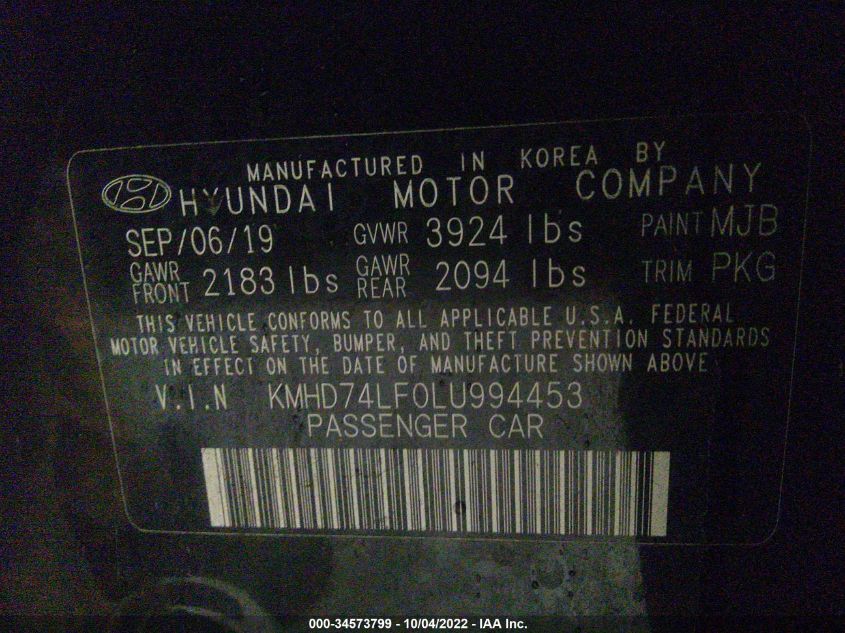 MANUFACTURED IN KOREA BY
HYUNDAI MOTOR COMPANY
SEP/06/19 GVWR 3924 lbs PAINT MJB
GAWR FRONT 2183 lbs GAWR REAR 2094 lbs TRIM PKG
THIS VEHICLE CONFORMS TO ALL APPLICABLE U.S.A. FEDERAL
MOTOR VEHICLE SAFETY, BUMPER, AND THEFT PREVENTION STANDARDS
IN EFFECT ON THE DATE OF MANUFACTURE SHOWN ABOVE
V.I.N KMHD74LF0LU994453
PASSENGER CAR
000-34573799 - 10/04/2022 - IAA Inc.